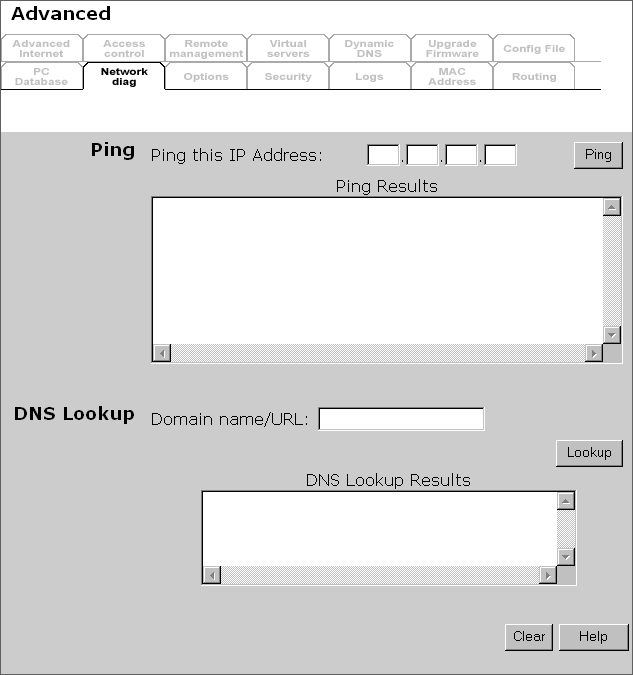 Advanced
Advanced Internet
Access control
Remote management
Virtual servers
Dynamic DNS
Upgrade Firmware
Config File
PC Database
Network diag
Options
Security
Logs
MAC Address
Routing
Ping
Ping this IP Address: . . .
Ping
Ping Results
DNS Lookup
Domain name/URL:
Lookup
DNS Lookup Results
Clear
Help